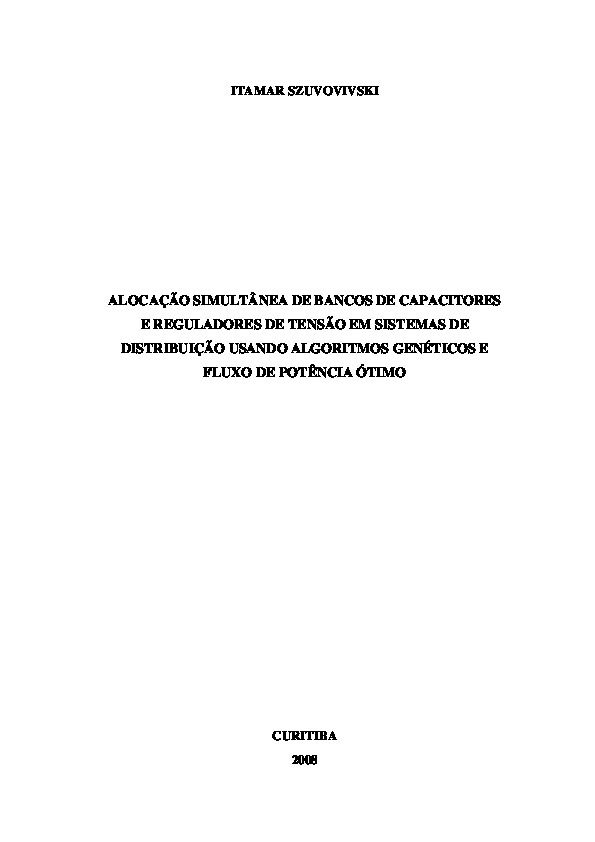 ITAMAR SZUVOVIVSKI
ALOCAÇÃO SIMULTÂNEA DE BANCOS DE CAPACITORES
E REGULADORES DE TENSÃO EM SISTEMAS DE
DISTRIBUIÇÃO USANDO ALGORITMOS GENÉTICOS E
FLUXO DE POTÊNCIA ÓTIMO
CURITIBA
2008